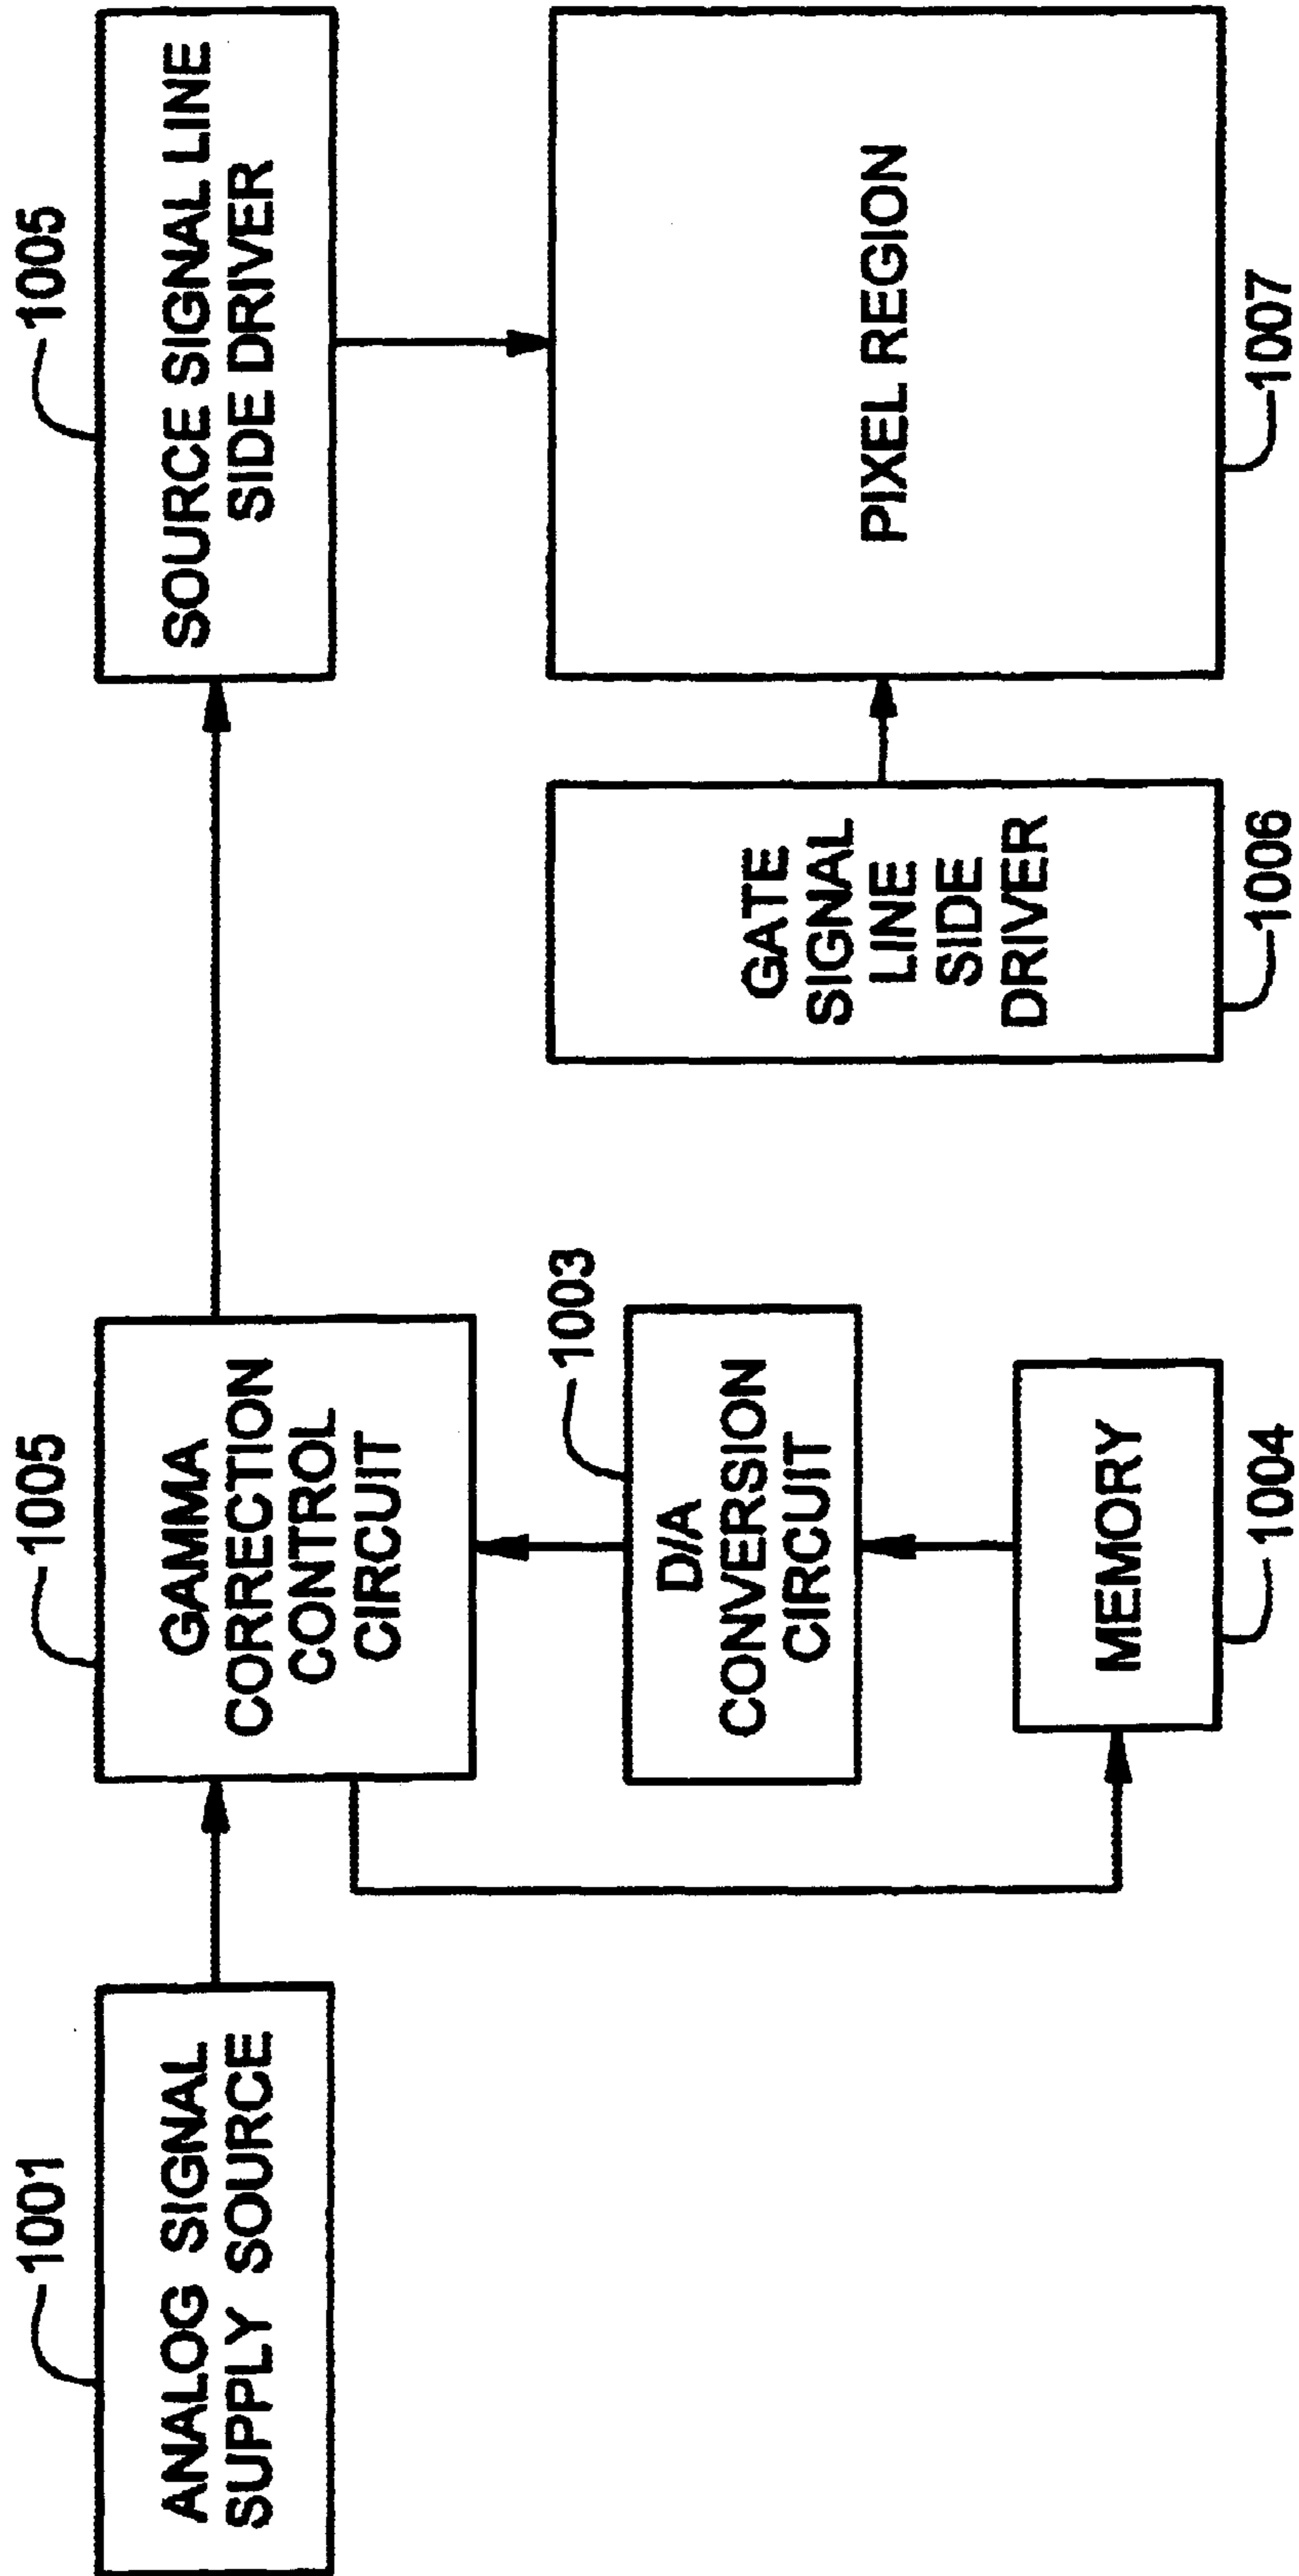 1001
ANALOG SIGNAL
SUPPLY SOURCE
1005
GAMMA
CORRECTION
CONTROL
CIRCUIT
1005
SOURCE SIGNAL LINE
SIDE DRIVER
1003
D/A
CONVERSION
CIRCUIT
MEMORY
1004
GATE
SIGNAL
LINE
SIDE
DRIVER
1006
PIXEL REGION
1007